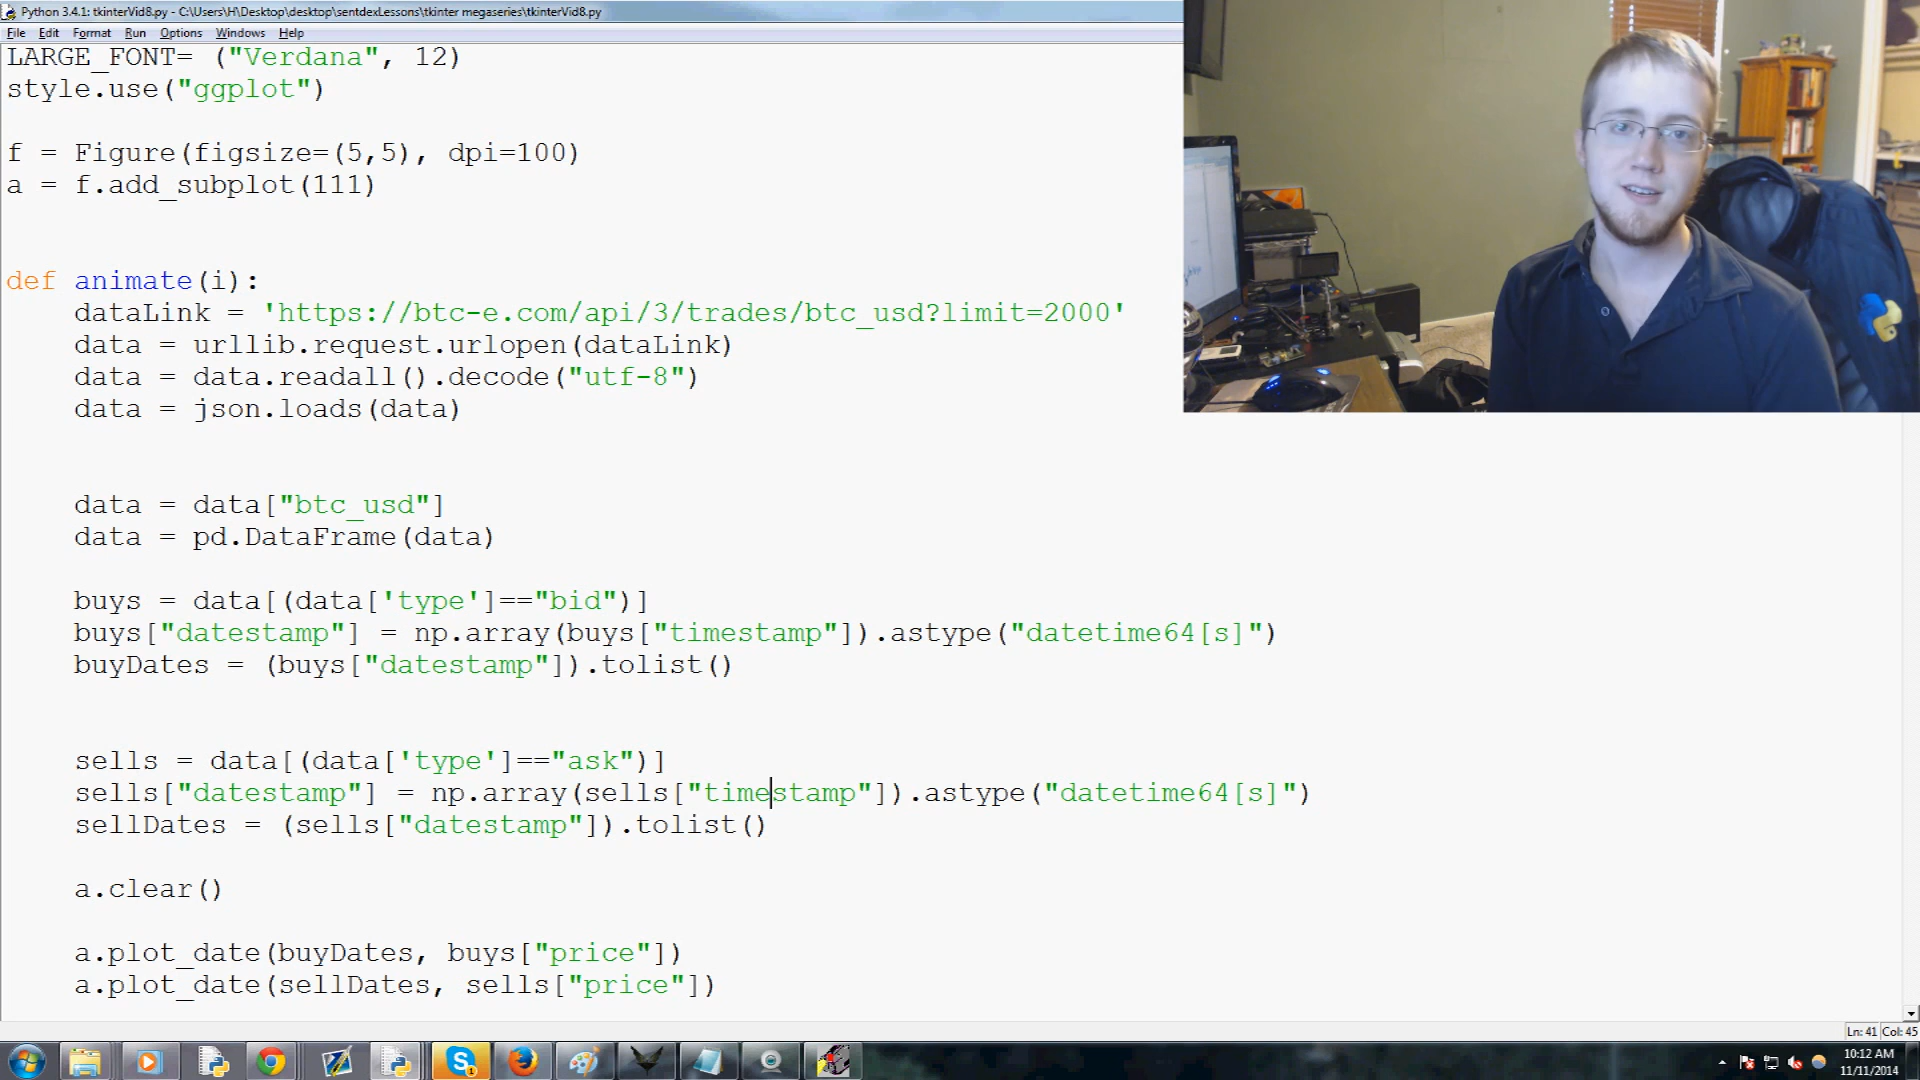 Python 3.4.1: tkinterVid8.py - C:\Users\H\Desktop\desktop\sentdexLessons\tkinter megaseries\tkinterVid8.py
File Edit Format Run Options Windows Help
LARGE_FONT= ("Verdana", 12)
style.use("ggplot")
f = Figure(figsize=(5,5), dpi=100)
a = f.add_subplot(111)
def animate(i):
dataLink = 'https://btc-e.com/api/3/trades/btc_usd?limit=2000'
data = urllib.request.urlopen(dataLink)
data = data.readall().decode("utf-8")
data = json.loads(data)
data = data["btc_usd"]
data = pd.DataFrame(data)
buys = data[(data['type']=="bid")]
buys["datestamp"] = np.array(buys["timestamp"]).astype("datetime64[s]")
buyDates = (buys["datestamp"]).tolist()
sells = data[(data['type']=="ask")]
sells["datestamp"] = np.array(sells["timestamp"]).astype("datetime64[s]")
sellDates = (sells["datestamp"]).tolist()
a.clear()
a.plot_date(buyDates, buys["price"])
a.plot_date(sellDates, sells["price"])
Ln: 41 Col: 45
10:12 AM
11/11/2014